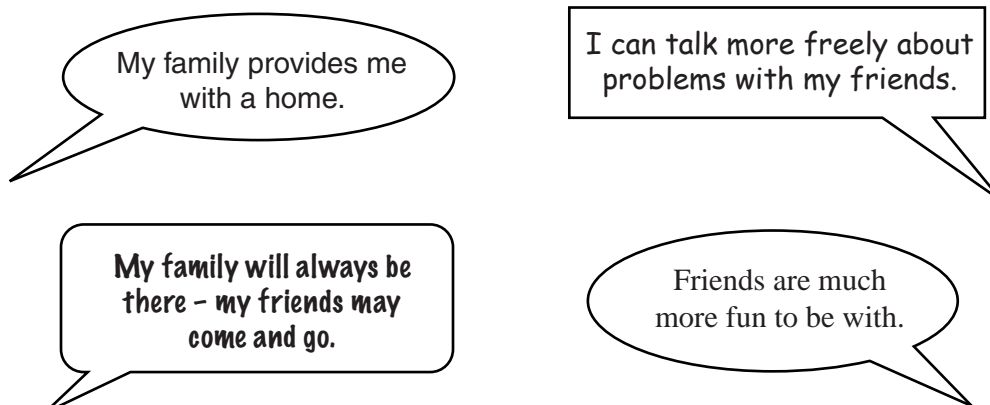 My family provides me
with a home.
I can talk more freely about
problems with my friends.
My family will always be
there – my friends may
come and go.
Friends are much
more fun to be with.